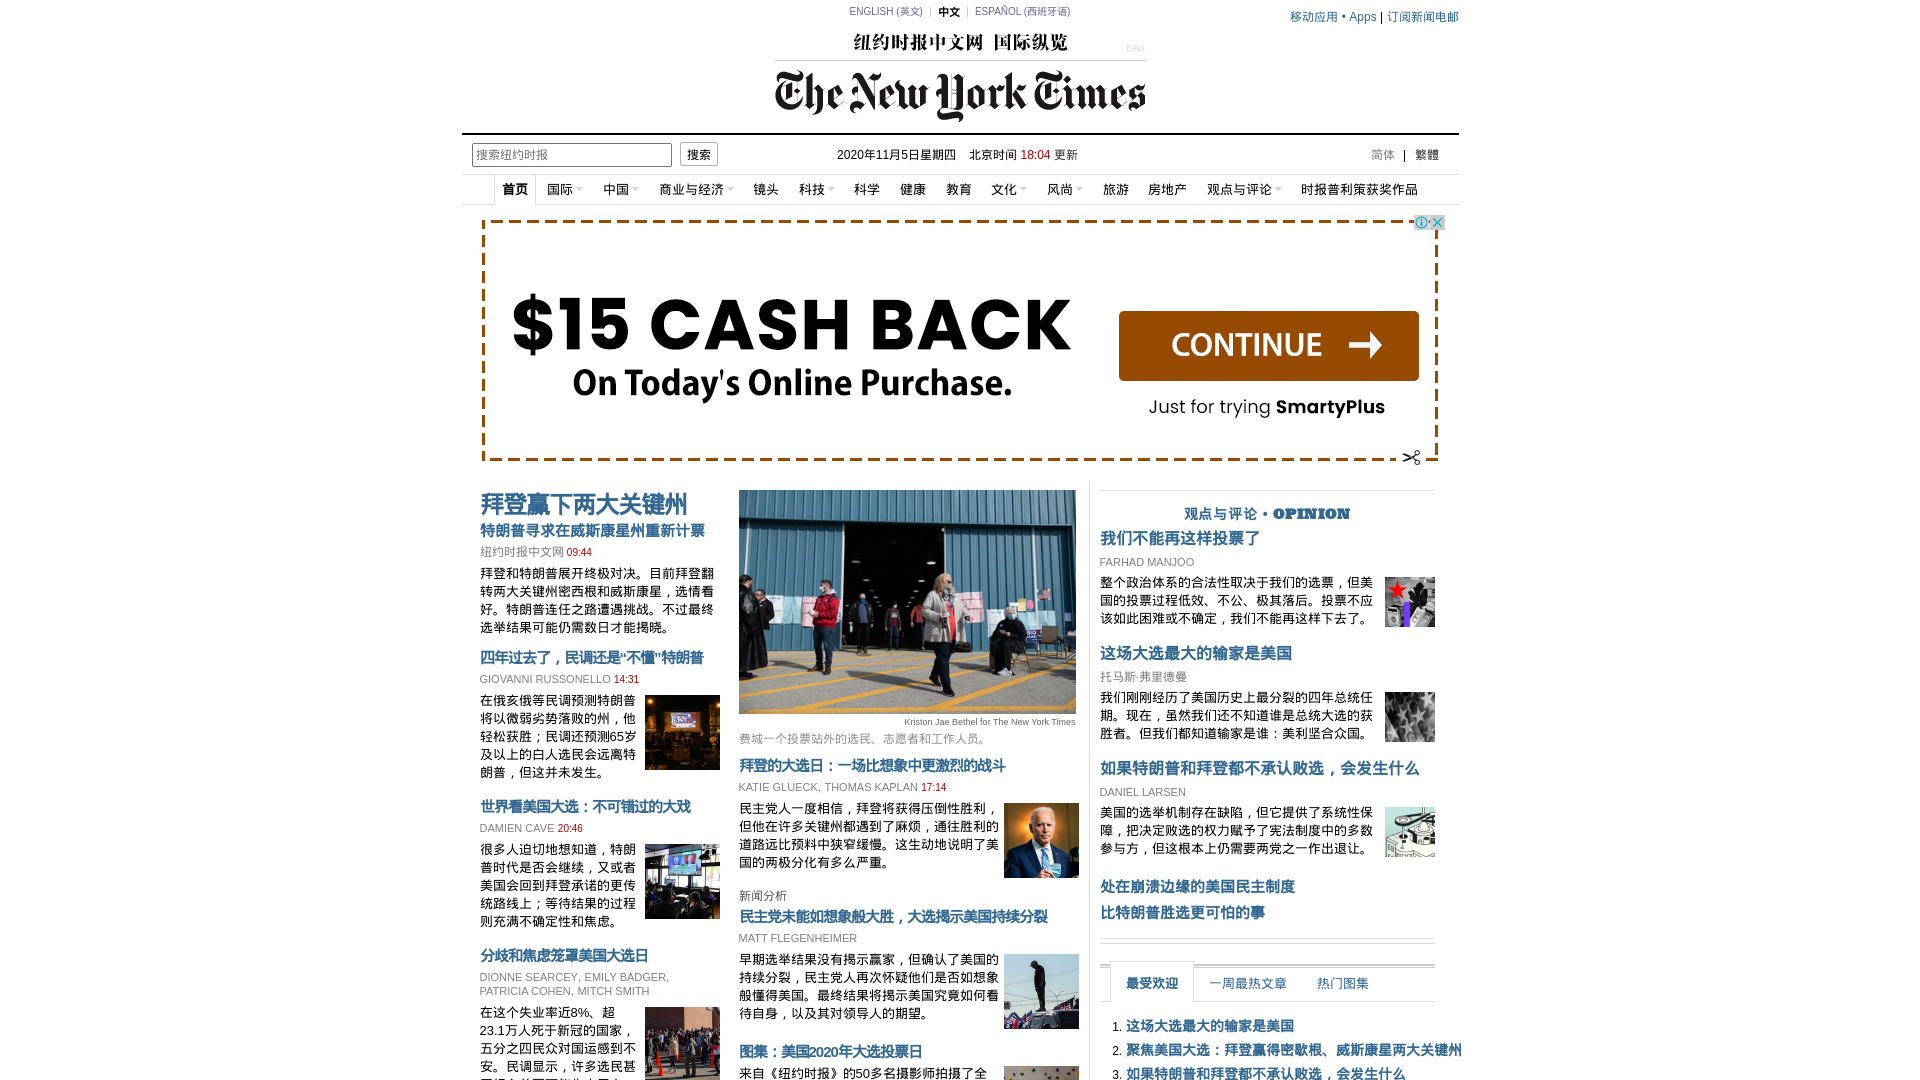 ENGLISH (英文) 中文 ESPAÑOL (西班牙语)
移动应用 • Apps | 订阅新闻电邮
纽约时报中文网 国际纵览
Beta
The New York Times
搜索纽约时报 搜索
2020年11月5日星期四 北京时间 18:04 更新
简体 | 繁體
首页 国际 中国 商业与经济 镜头 科技 科学 健康 教育 文化 风尚 旅游 房地产 观点与评论 时报普利策获奖作品
$15 CASH BACK
On Today's Online Purchase.
CONTINUE
Just for trying SmartyPlus
拜登赢下两大关键州
特朗普寻求在威斯康星州重新计票
纽约时报中文网 09:44
拜登和特朗普展开终极对决。目前拜登翻
转两大关键州密西根和威斯康星，选情看
好。特朗普连任之路遭遇挑战。不过最终
选举结果可能仍需数日才能揭晓。
四年过去了，民调还是“不懂”特朗普
GIOVANNI RUSSONELLO 14:31
在俄亥俄等民调预测特朗普
将以微弱劣势落败的州，他
轻松获胜；民调还预测65岁
及以上的白人选民会远离特
朗普，但这并未发生。
世界看美国大选：不可错过的大戏
DAMIEN CAVE 20:46
很多人迫切地想知道，特朗
普时代是否会继续，又或者
美国会回到拜登承诺的更传
统路线上；等待结果的过程
则充满不确定性和焦虑。
分歧和焦虑笼罩美国大选日
DIONNE SEARCEY, EMILY BADGER,
PATRICIA COHEN, MITCH SMITH
在这个失业率近8%、超
23.1万人死于新冠的国家，
五分之四民众对国运感到不
安。民调显示，许多选民甚
Kriston Jae Bethel for The New York Times
费城一个投票站外的选民、志愿者和工作人员。
拜登的大选日：一场比想象中更激烈的战斗
KATIE GLUECK, THOMAS KAPLAN 17:14
民主党人一度相信，拜登将获得压倒性胜利，
但他在许多关键州都遇到了麻烦，通往胜利的
道路远比预料中狭窄缓慢。这生动地说明了美
国的两极分化有多么严重。
新闻分析
民主党未能如想象般大胜，大选揭示美国持续分裂
MATT FLEGENHEIMER
早期选举结果没有揭示赢家，但确认了美国的
持续分裂，民主党人再次怀疑他们是否如想象
般懂得美国。最终结果将揭示美国究竟如何看
待自身，以及其对领导人的期望。
图集：美国2020年大选投票日
来自《纽约时报》的50多名摄影师拍摄了全
观点与评论 • OPINION
我们不能再这样投票了
FARHAD MANJOO
整个政治体系的合法性取决于我们的选票，但美
国的投票过程低效、不公、极其落后。投票不应
该如此困难或不确定，我们不能再这样下去了。
这场大选最大的输家是美国
托马斯·弗里德曼
我们刚刚经历了美国历史上最分裂的四年总统任
期。现在，虽然我们还不知道谁是总统大选的获
胜者。但我们都知道输家是谁：美利坚合众国。
如果特朗普和拜登都不承认败选，会发生什么
DANIEL LARSEN
美国的选举机制存在缺陷，但它提供了系统性保
障，把决定败选的权力赋予了宪法制度中的多数
参与方，但这根本上仍需要两党之一作出退让。
处在崩溃边缘的美国民主制度
比特朗普胜选更可怕的事
最受欢迎 一周最热文章 热门图集
1. 这场大选最大的输家是美国
2. 聚焦美国大选：拜登赢得密歇根、威斯康星两大关键州
3. 如果特朗普和拜登都不承认败选，会发生什么